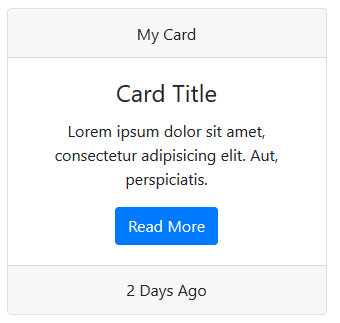 My Card
Card Title
Lorem ipsum dolor sit amet,
consectetur adipisicing elit. Aut,
perspiciatis.
Read More
2 Days Ago